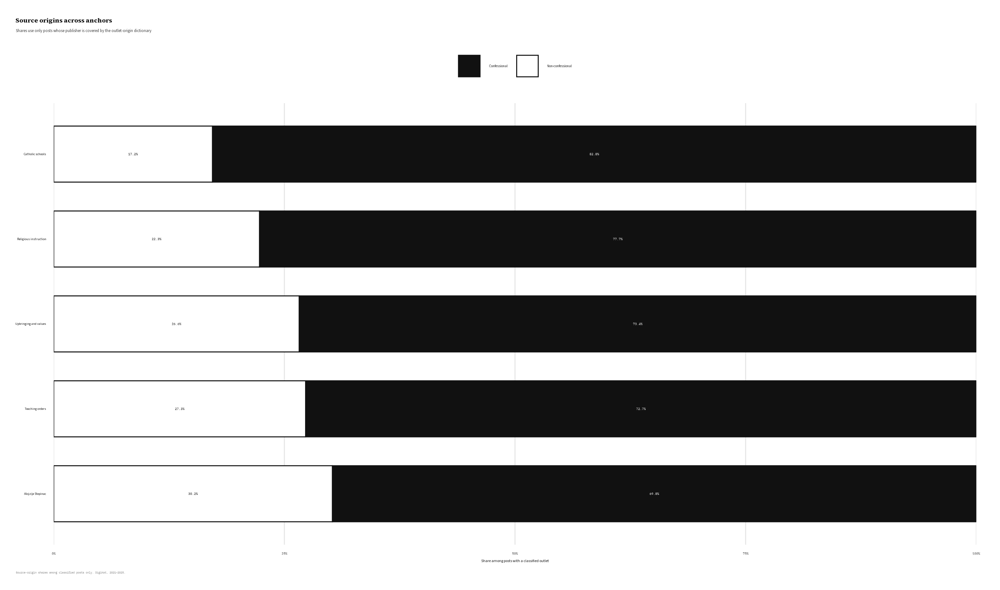 Source origins across anchors
Shares use only posts whose publisher is covered by the outlet-origin dictionary
Confessional
Non-confessional
Catholic schools
17.2%
82.8%
Religious instruction
22.3%
77.7%
Upbringing and values
26.6%
73.4%
Teaching orders
27.3%
72.7%
Alojzije Stepinac
30.2%
69.8%
0%
25%
50%
75%
100%
Share among posts with a classified outlet
Source-origin shares among classified posts only. DigiKat, 2021–2025.